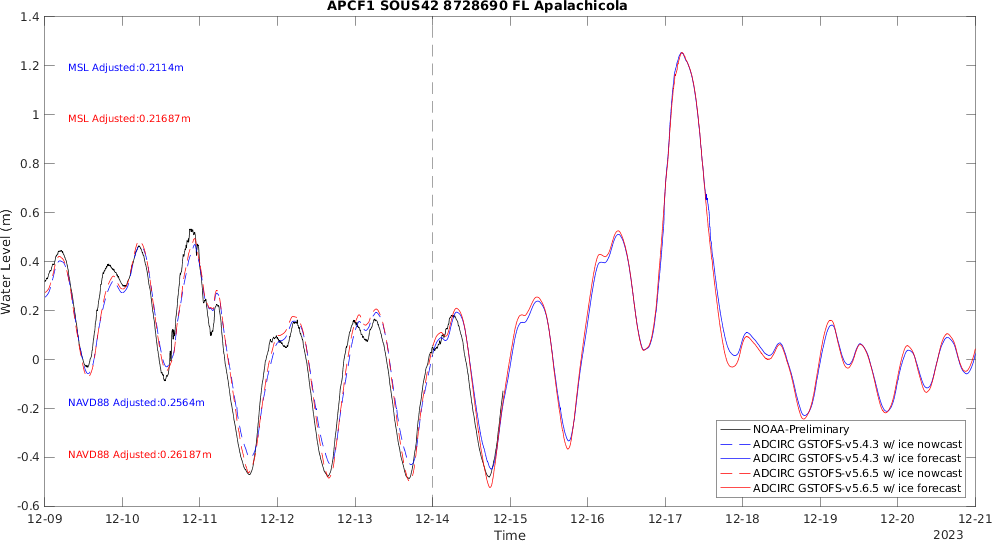 APCF1 SOUS42 8728690 FL Apalachicola
1.4
1.2
1
0.8
0.6
0.4
0.2
0
-0.2
-0.4
-0.6
Water Level (m)
MSL Adjusted:0.2114m
MSL Adjusted:0.21687m
NAVD88 Adjusted:0.2564m
NAVD88 Adjusted:0.26187m
NOAA-Preliminary
ADCIRC GSTOFS-v5.4.3 w/ ice nowcast
ADCIRC GSTOFS-v5.4.3 w/ ice forecast
ADCIRC GSTOFS-v5.6.5 w/ ice nowcast
ADCIRC GSTOFS-v5.6.5 w/ ice forecast
12-09 12-10 12-11 12-12 12-13 12-14 12-15 12-16 12-17 12-18 12-19 12-20 12-21
Time
2023